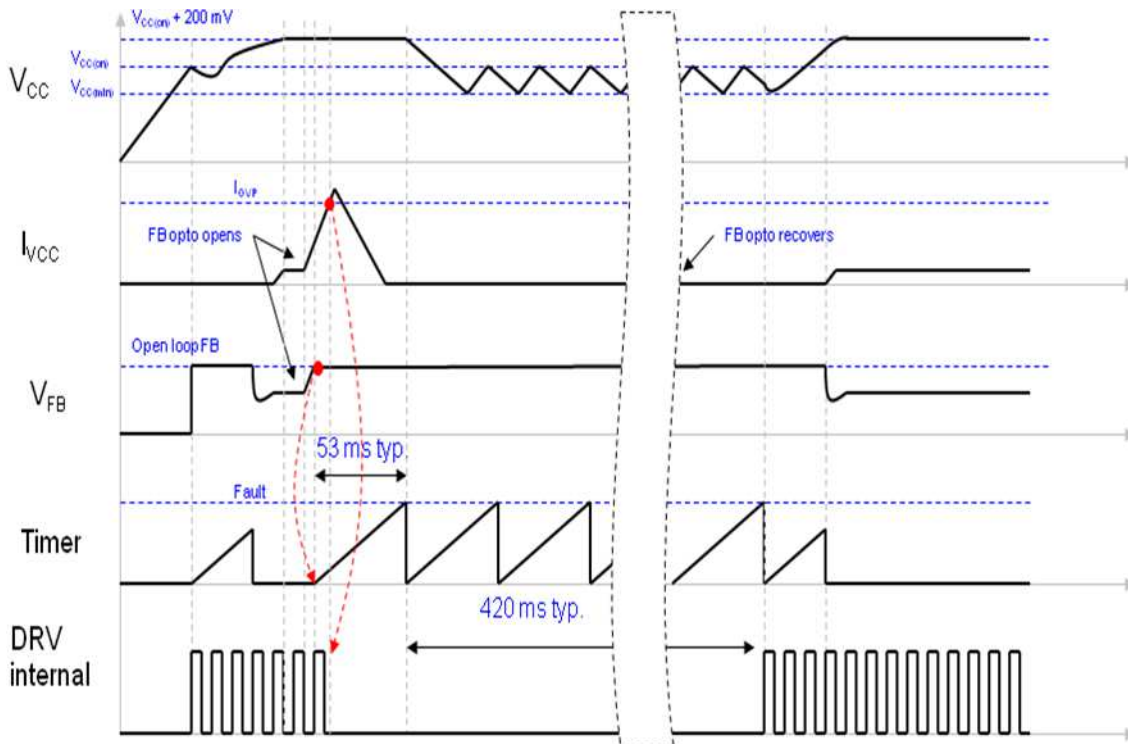 VCC(on) + 200 mV
VCC(on)
VCC
VCC(min)
IOVP
FB opto opens
FB opto recovers
IVCC
Open loop FB
VFB
53 ms typ.
Fault
Timer
420 ms typ.
DRV
internal